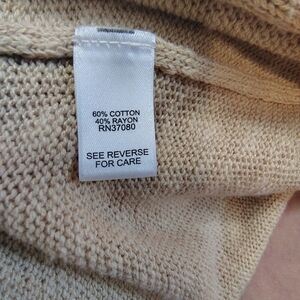 60% COTTON
40% RAYON
RN37080
SEE REVERSE
FOR CARE